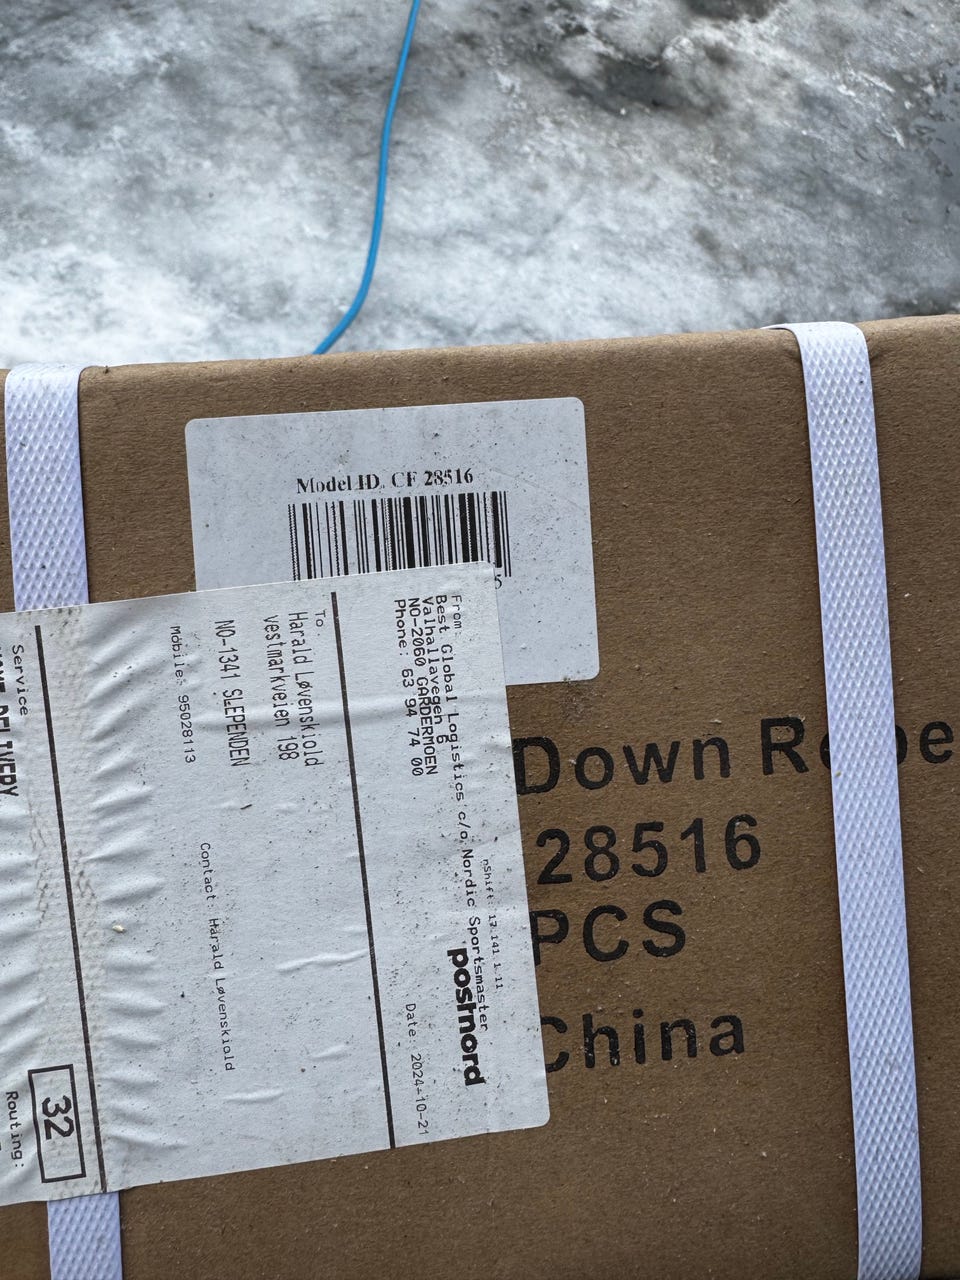 Model ID. CF 28516
From:
Best Global Logistics c/o, Nordic Sportsmaster
Valhallavegen 6
NO-2060 GARDERMOEN
Phone: 63 94 74 00
nShift: 17.141.1.11
postnord
Date: 2024-10-21
To.
Harald Løvenskiold
vestmarkveien 198
NO-1341 SLEPENDEN
Mobile: 95028113
Contact: Harald Løvenskiold
Service
DELIVERY
32
Routing:
Down
28516
PCS
China